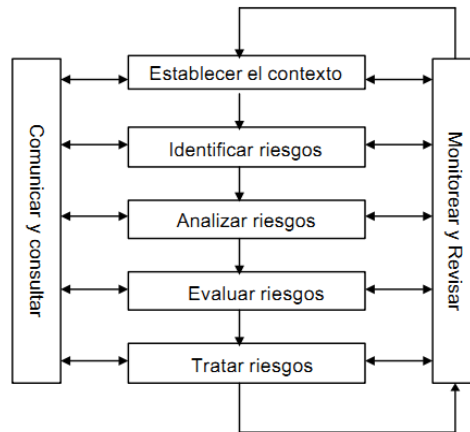 Establecer el contexto
Identificar riesgos
Analizar riesgos
Evaluar riesgos
Tratar riesgos
Comunicar y consultar
Monitorear y Revisar